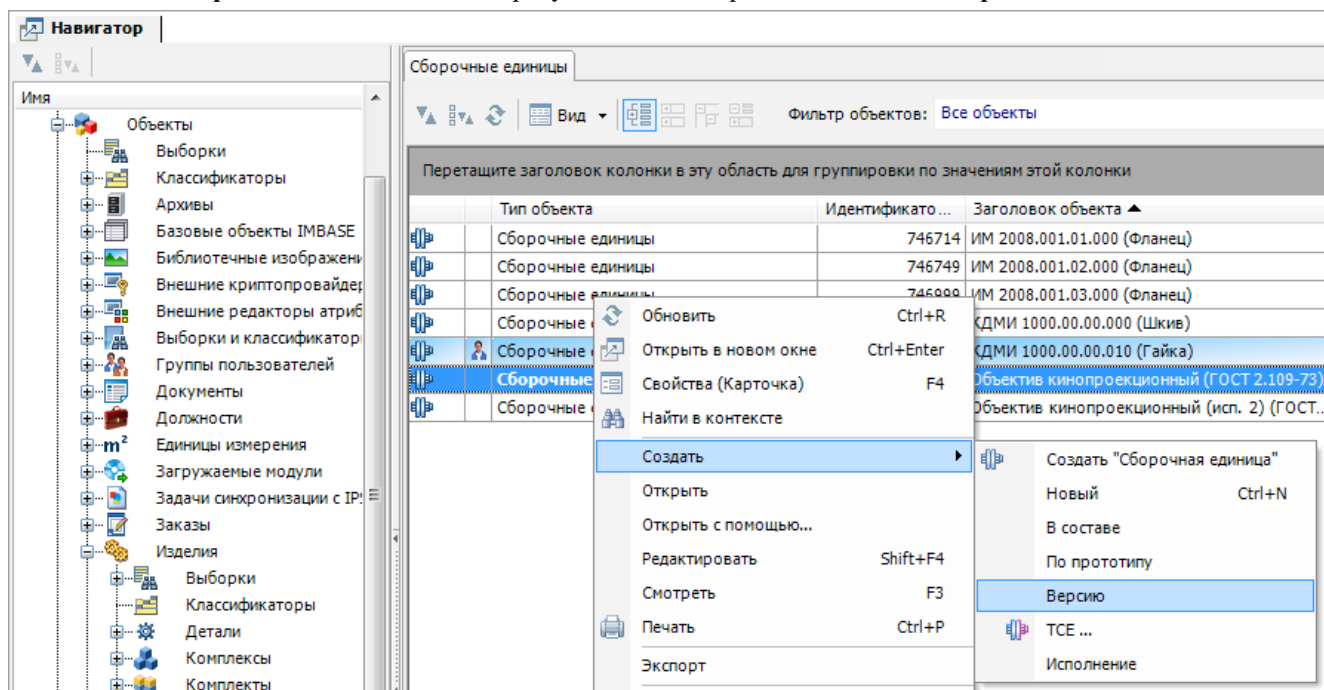 Навигатор
Имя
Объекты
Выборки
Классификаторы
Архивы
Базовые объекты IMBASE
Библиотечные изображени
Внешние криптопровайдер
Внешние редакторы атриб
Выборки и классификатор
Группы пользователей
Документы
Должности
m² Единицы измерения
Загружаемые модули
Задачи синхронизации с IPS
Заказы
Изделия
Выборки
Классификаторы
Детали
Комплексы
Комплекты
Сборочные единицы
Вид
Фильтр объектов: Все объекты
Перетащите заголовок колонки в эту область для группировки по значениям этой колонки
Тип объекта Идентификато... Заголовок объекта
Сборочные единицы 746714 ИМ 2008.001.01.000 (Фланец)
Сборочные единицы 746749 ИМ 2008.001.02.000 (Фланец)
Сборочные единицы 746999 ИМ 2008.001.03.000 (Фланец)
Сборочные КДМИ 1000.00.00.000 (Шкив)
Сборочные КДМИ 1000.00.00.010 (Гайка)
Сборочные Объектив кинопроекционный (ГОСТ 2.109-73)
Сборочные Объектив кинопроекционный (исп. 2) (ГОСТ...
Обновить Ctrl+R
Открыть в новом окне Ctrl+Enter
Свойства (Карточка) F4
Найти в контексте
Создать
Открыть
Открыть с помощью...
Редактировать Shift+F4
Смотреть F3
Печать Ctrl+P
Экспорт
Создать "Сборочная единица"
Новый Ctrl+N
В составе
По прототипу
Версию
ТСЕ ...
Исполнение